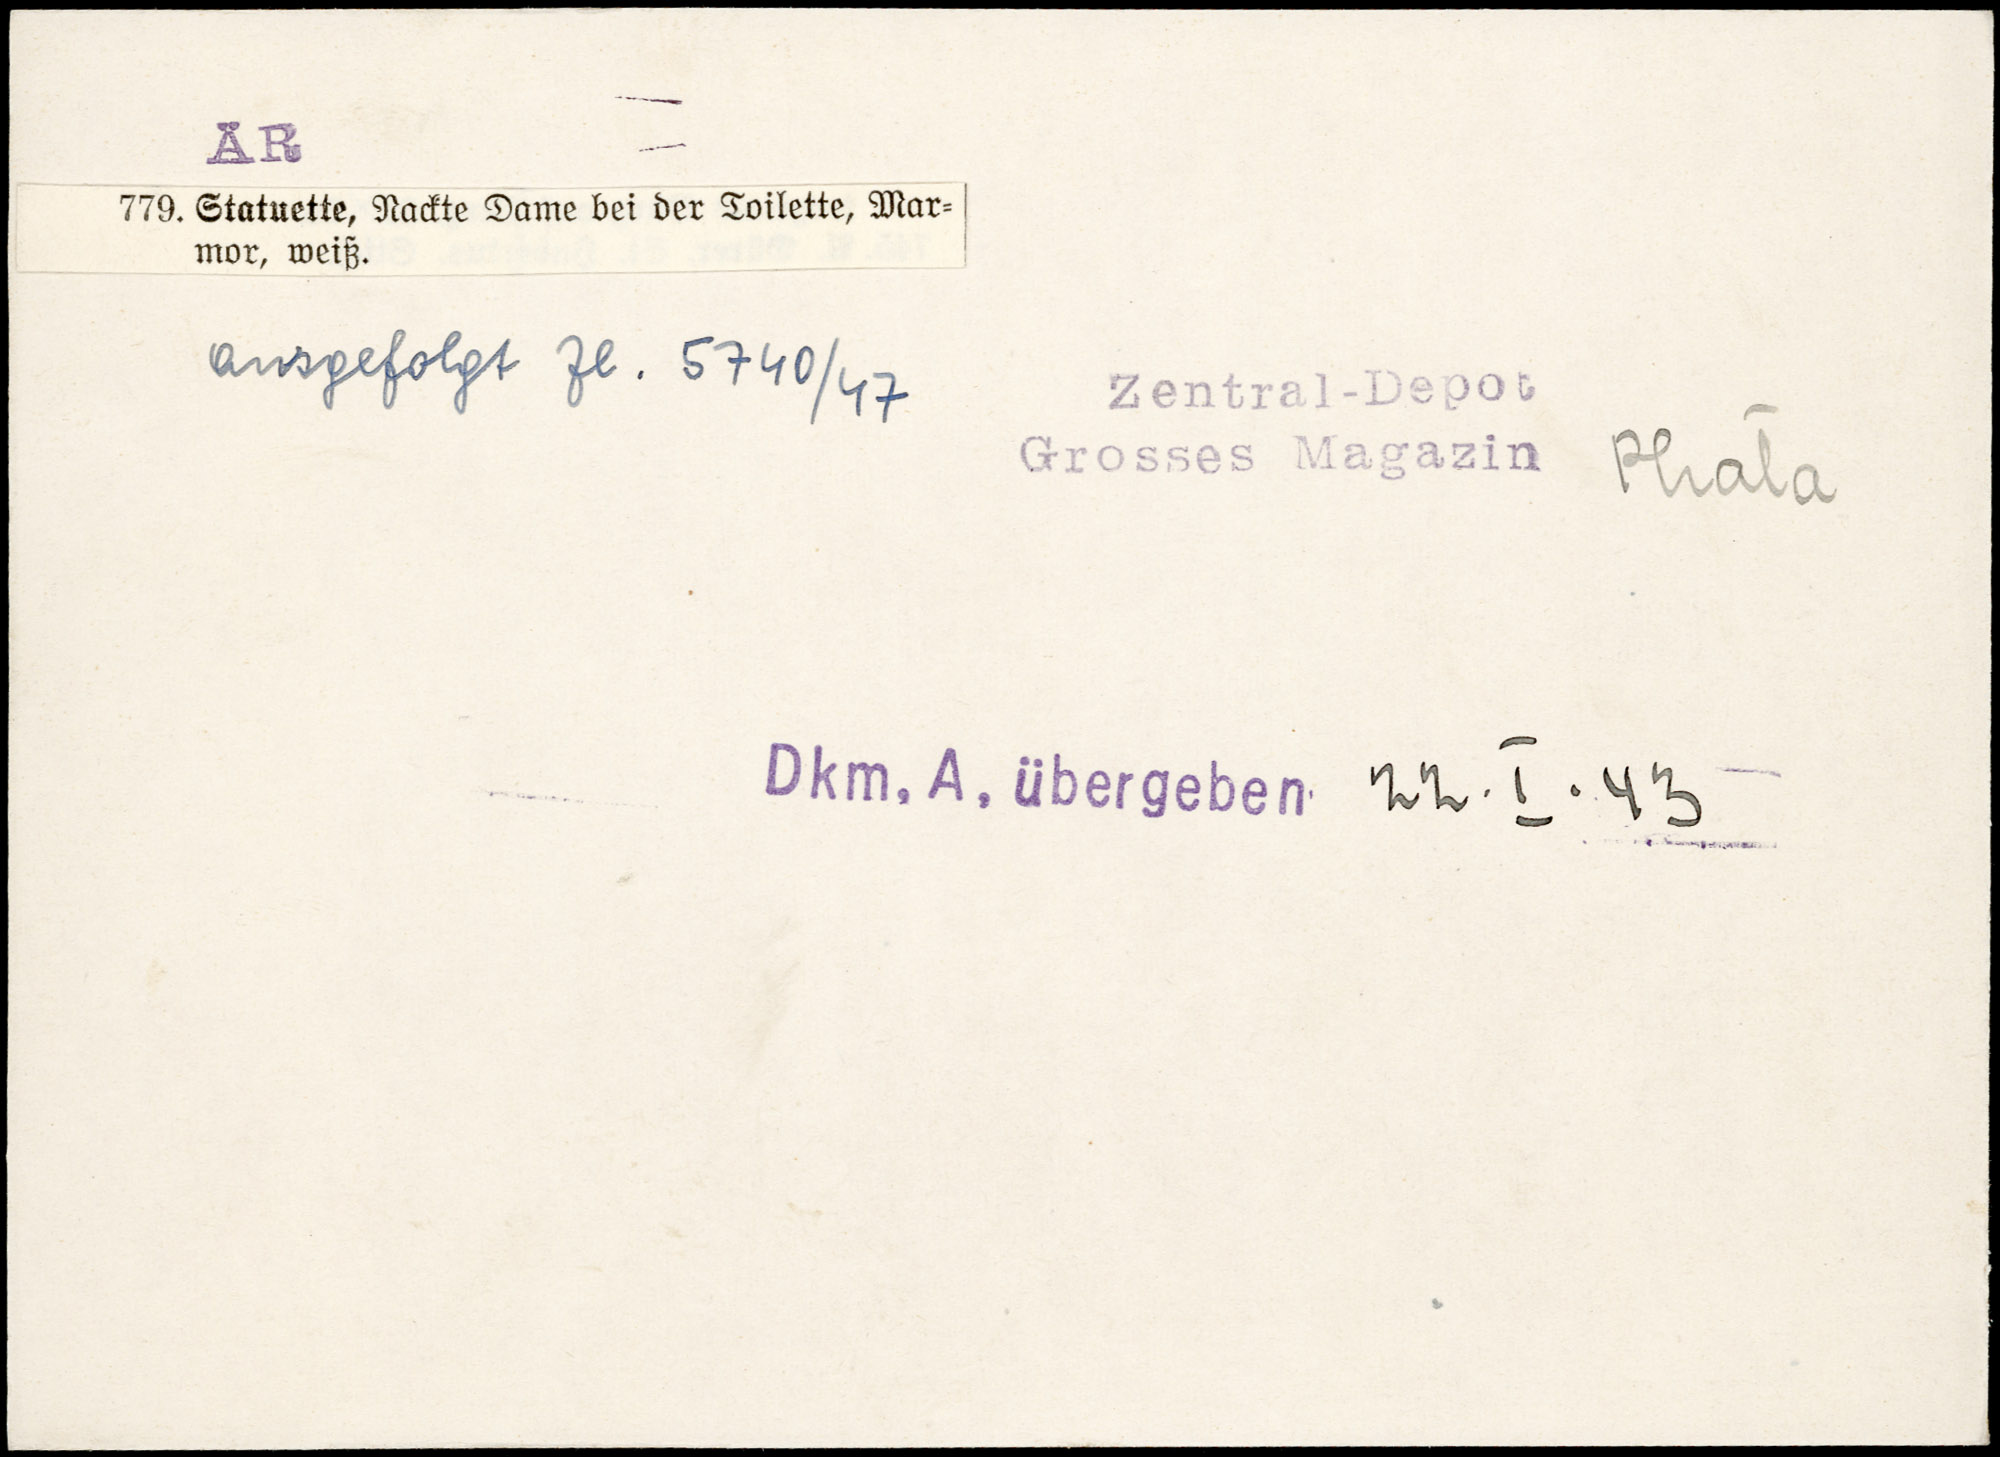 ÄR
779. Statuette, Nackte Dame bei der Toilette, Mar-
mor, weiß.
ausgefolgt Zl. 5740/47
Zentral-Depot
Grosses Magazin
Dkm. A. übergeben 22. I. 43